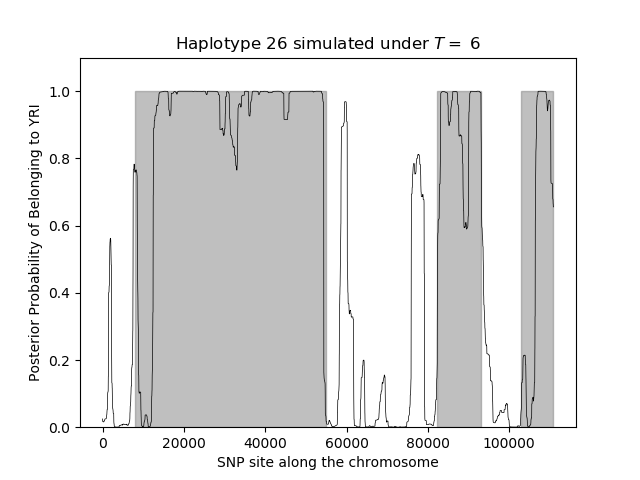 Haplotype 26 simulated under T = 6
Posterior Probability of Belonging to YRI
1.0
0.8
0.6
0.4
0.2
0.0
0 20000 40000 60000 80000 100000
SNP site along the chromosome